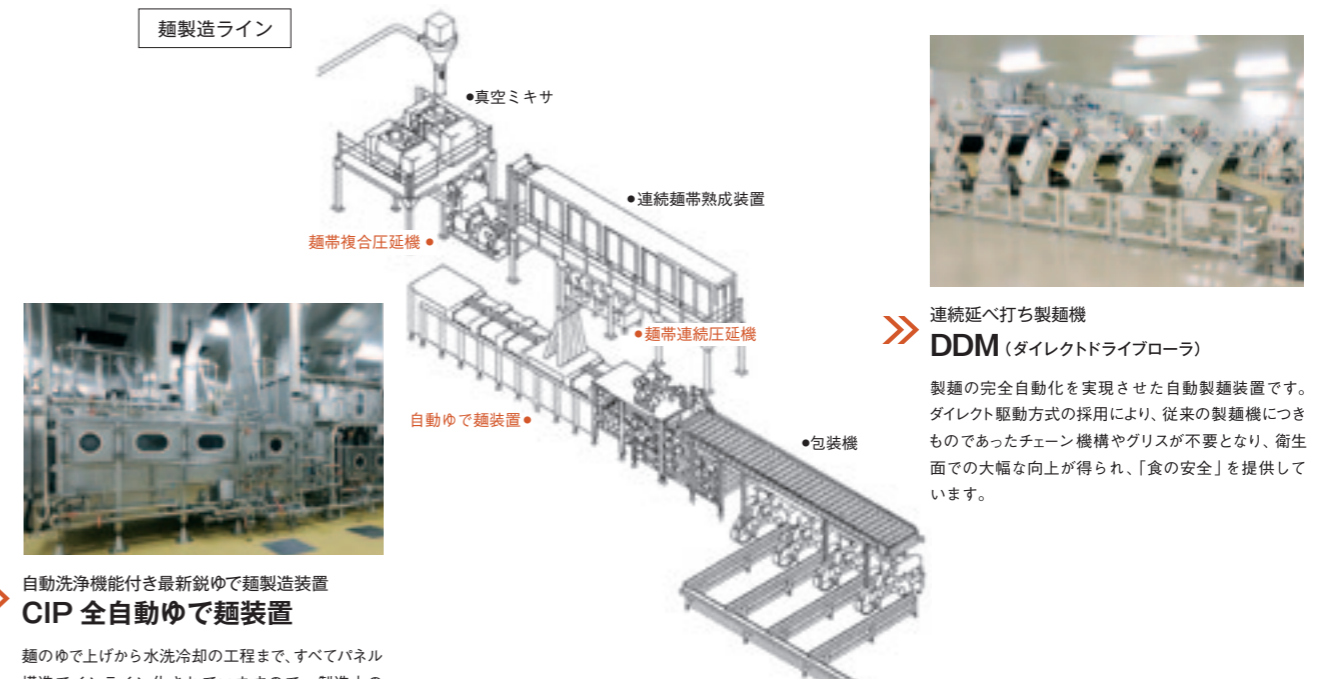 麺製造ライン
●真空ミキサ
●連続麺帯熟成装置
麺帯複合圧延機●
●麺帯連続圧延機
自動ゆで麺装置●
●包装機
連続延べ打ち製麺機
DDM（ダイレクトドライブローラ）
製麺の完全自動化を実現させた自動製麺装置です。
ダイレクト駆動方式の採用により、従来の製麺機につき
ものであったチェーン機構やグリスが不要となり、衛生
面での大幅な向上が得られ、「食の安全」を提供して
います。
自動洗浄機能付き最新鋭ゆで麺製造装置
CIP 全自動ゆで麺装置
麺のゆで上げから水洗冷却の工程まで、すべてパネル